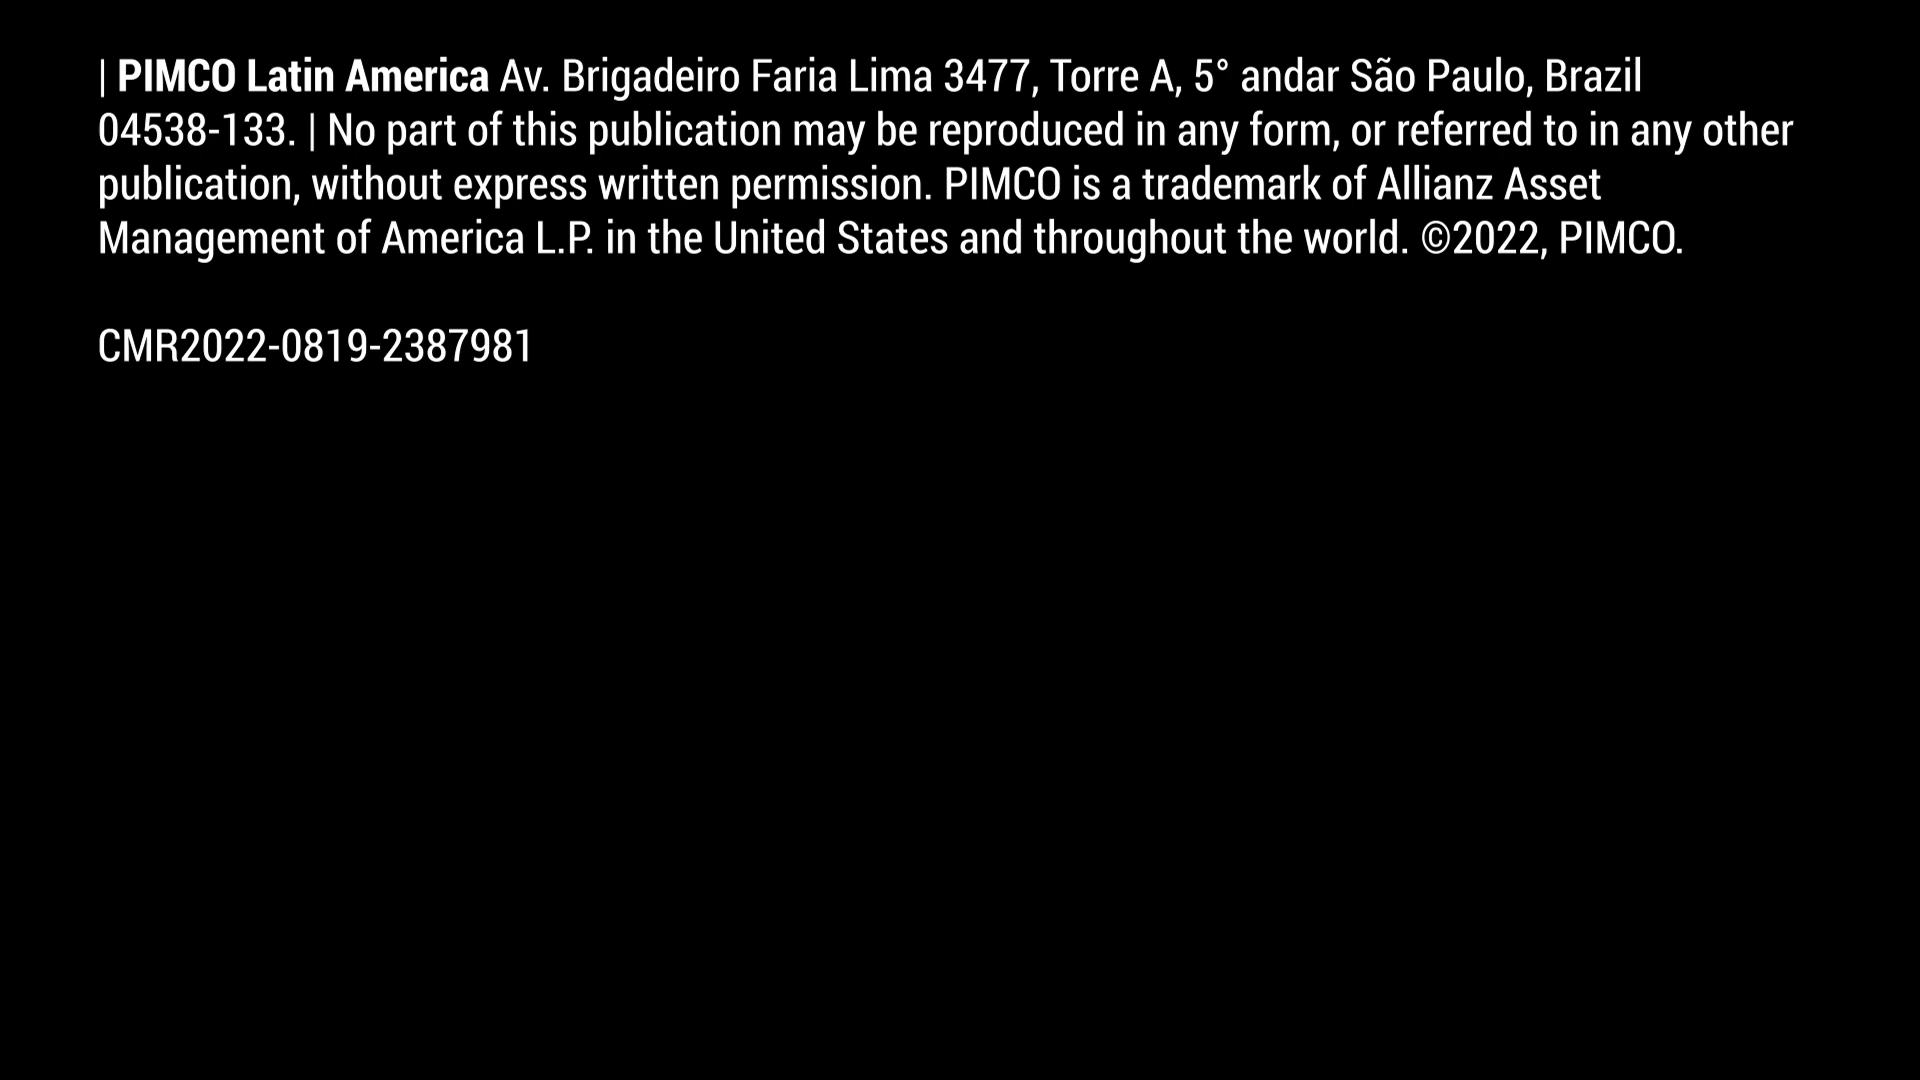 | PIMCO Latin America Av. Brigadeiro Faria Lima 3477, Torre A, 5° andar São Paulo, Brazil
04538-133. | No part of this publication may be reproduced in any form, or referred to in any other
publication, without express written permission. PIMCO is a trademark of Allianz Asset
Management of America L.P. in the United States and throughout the world. ©2022, PIMCO.
CMR2022-0819-2387981